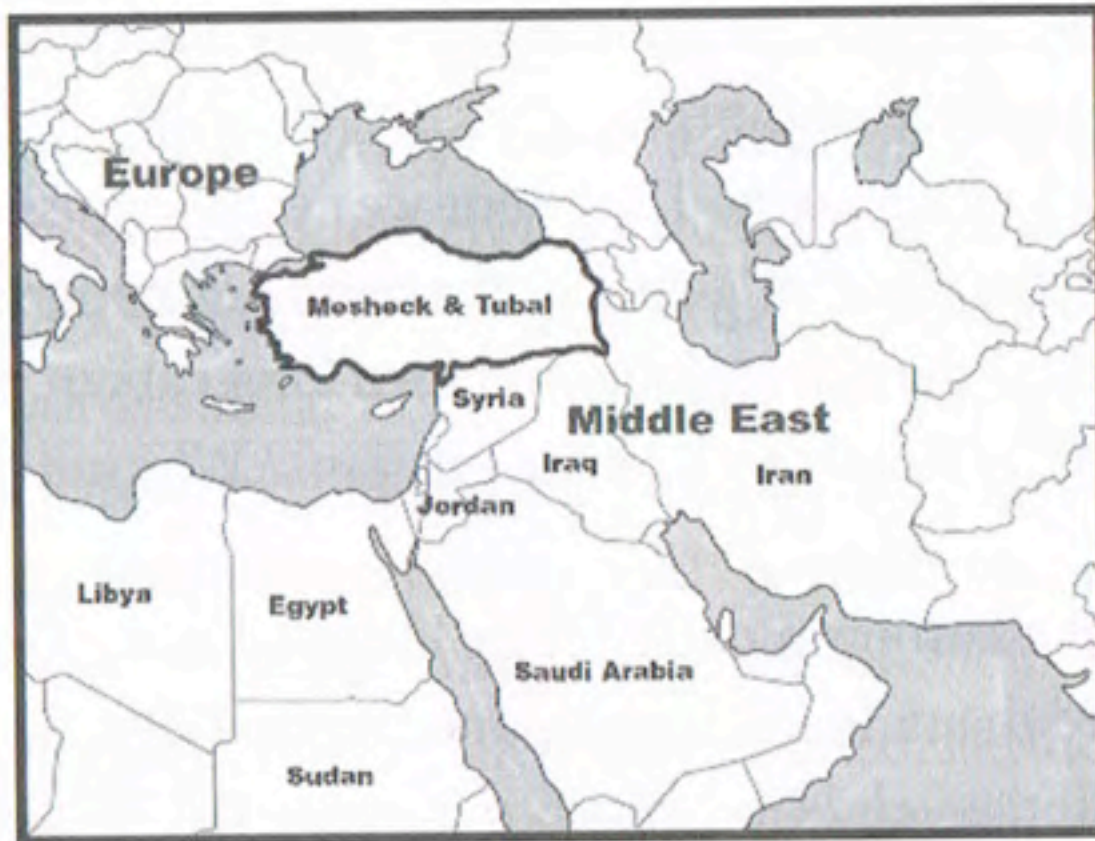 Europe
Mesheck & Tubal
Syria
Middle East
Iraq
Iran
Jordan
Libya
Egypt
Saudi Arabia
Sudan